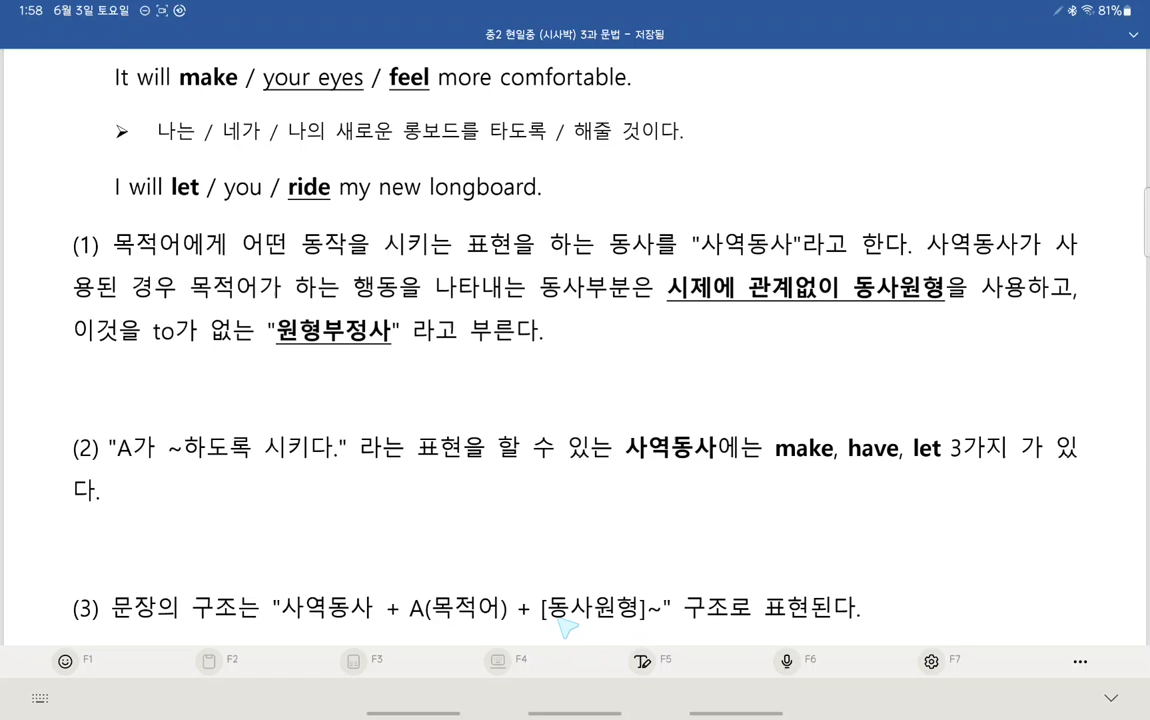 1:58 6월 3일 토요일 81%
중2 현일중 (시사박) 3과 문법 - 저장됨
It will make / your eyes / feel more comfortable.
➢ 나는 / 네가 / 나의 새로운 롱보드를 타도록 / 해줄 것이다.
I will let / you / ride my new longboard.
(1) 목적어에게 어떤 동작을 시키는 표현을 하는 동사를 "사역동사"라고 한다. 사역동사가 사
용된 경우 목적어가 하는 행동을 나타내는 동사부분은 시제에 관계없이 동사원형을 사용하고,
이것을 to가 없는 "원형부정사" 라고 부른다.
(2) "A가 ~하도록 시키다." 라는 표현을 할 수 있는 사역동사에는 make, have, let 3가지 가 있
다.
(3) 문장의 구조는 "사역동사 + A(목적어) + [동사원형]~" 구조로 표현된다.
F1 F2 F3 F4 F5 F6 F7